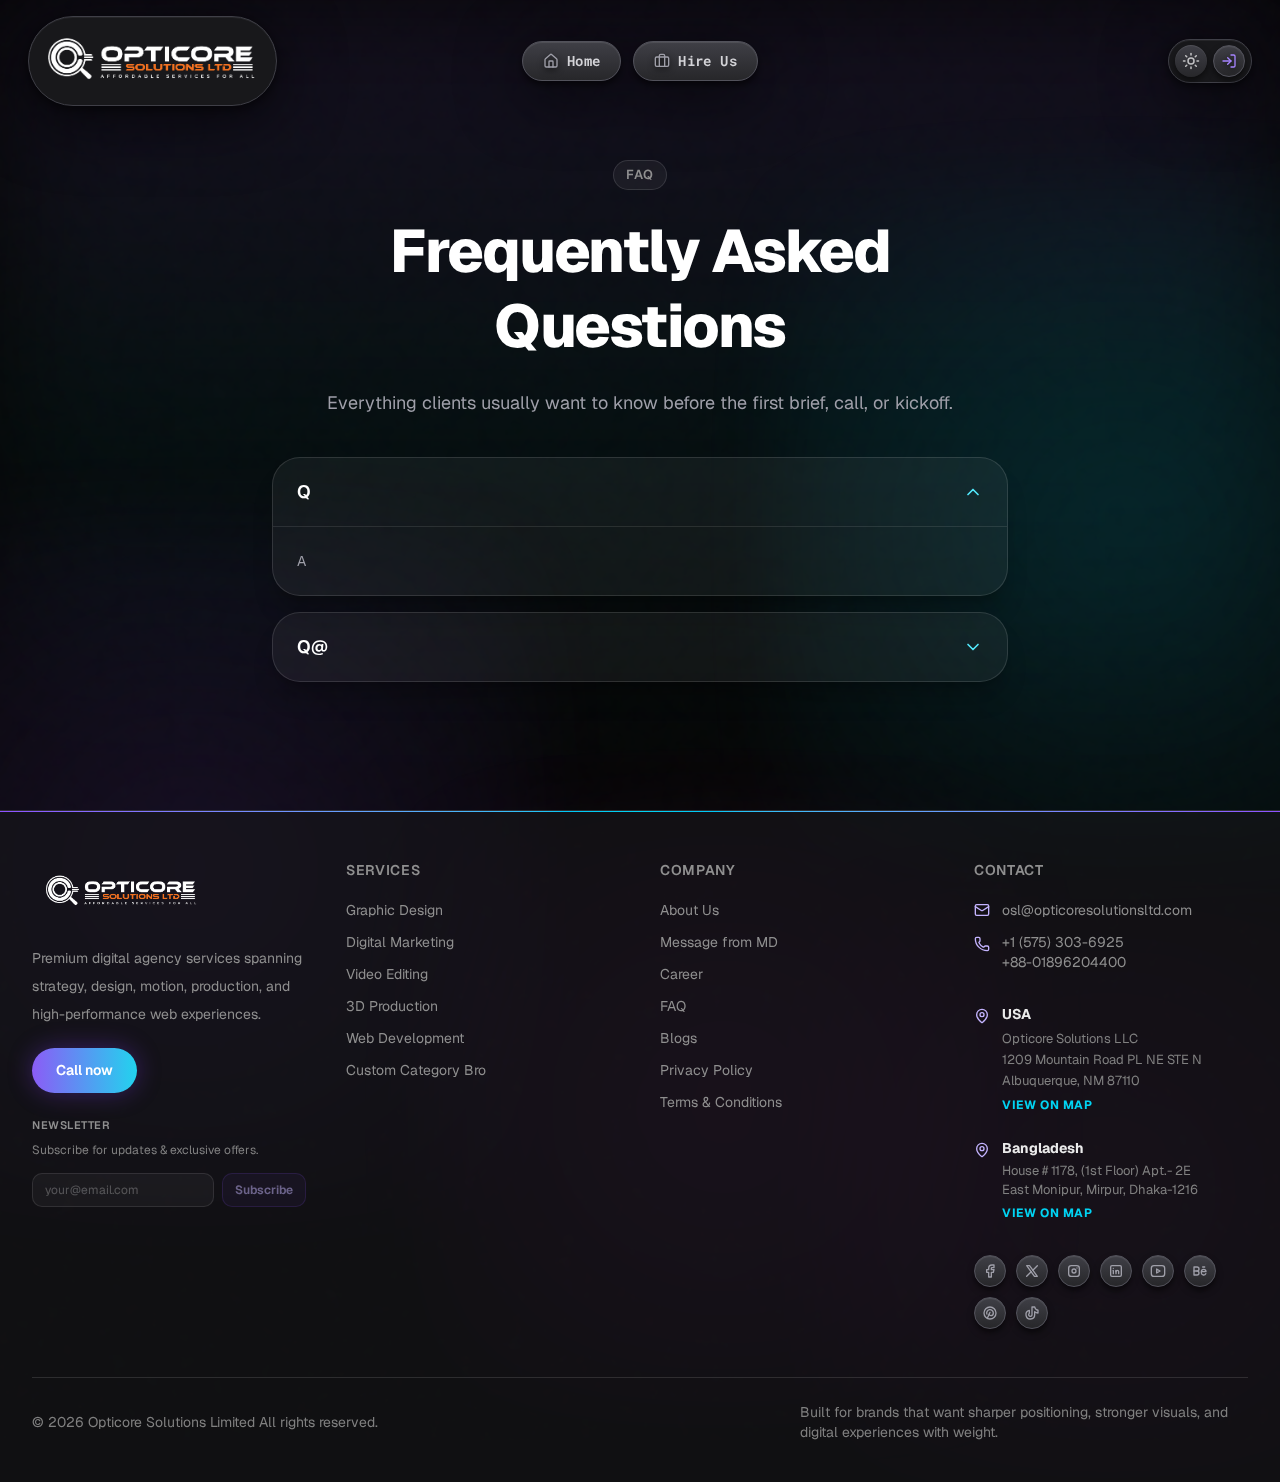 OPTICORE
SOLUTIONS LTD
AFFORDABLE SERVICES FOR ALL
Home
Hire Us
FAQ
Frequently Asked
Questions
Everything clients usually want to know before the first brief, call, or kickoff.
Q
A
Q@
OPTICORE
SOLUTIONS LTD
AFFORDABLE SERVICES FOR ALL
Premium digital agency services spanning
strategy, design, motion, production, and
high-performance web experiences.
Call now
NEWSLETTER
Subscribe for updates & exclusive offers.
your@email.com
Subscribe
SERVICES
Graphic Design
Digital Marketing
Video Editing
3D Production
Web Development
Custom Category Bro
COMPANY
About Us
Message from MD
Career
FAQ
Blogs
Privacy Policy
Terms & Conditions
CONTACT
osl@opticoresolutionsltd.com
+1 (575) 303-6925
+88-01896204400
USA
Opticore Solutions LLC
1209 Mountain Road PL NE STE N
Albuquerque, NM 87110
VIEW ON MAP
Bangladesh
House # 1178, (1st Floor) Apt.- 2E
East Monipur, Mirpur, Dhaka-1216
VIEW ON MAP
© 2026 Opticore Solutions Limited All rights reserved.
Built for brands that want sharper positioning, stronger visuals, and
digital experiences with weight.